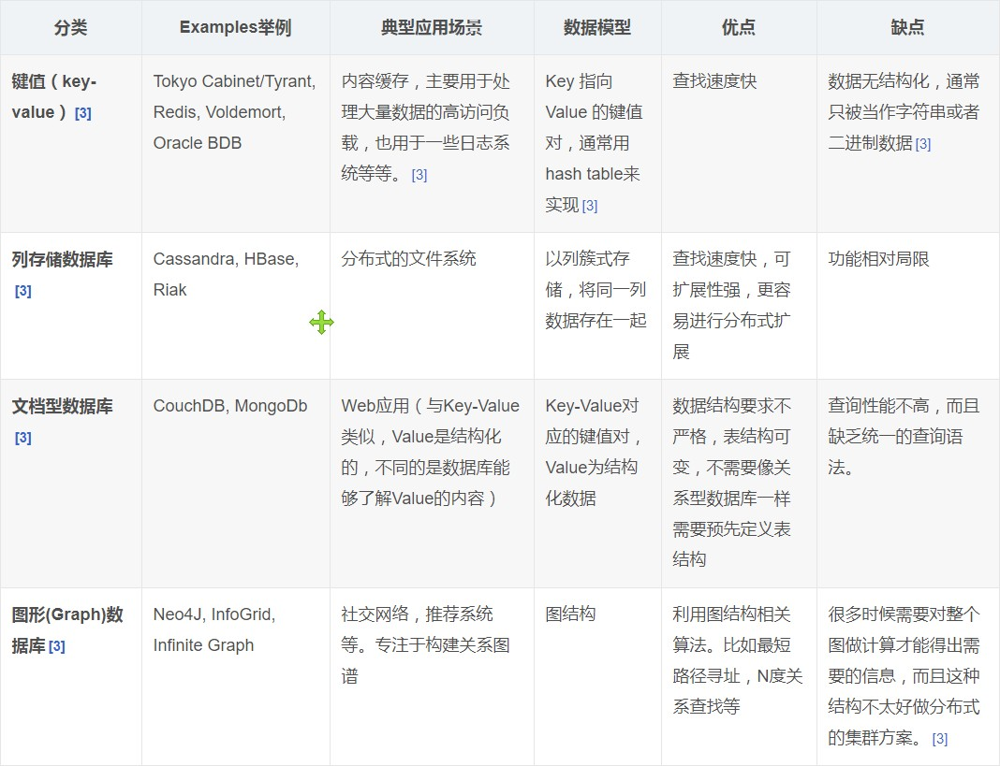 分类
Examples举例
典型应用场景
数据模型
优点
缺点
键值（key-
value）[3]
Tokyo Cabinet/Tyrant,
Redis, Voldemort,
Oracle BDB
内容缓存，主要用于处
理大量数据的高访问负
载，也用于一些日志系
统等等。 [3]
Key 指向
Value 的键值
对，通常用
hash table来
实现 [3]
查找速度快
数据无结构化，通常
只被当作字符串或者
二进制数据 [3]
列存储数据库
[3]
Cassandra, HBase,
Riak
分布式的文件系统
以列簇式存
储，将同一列
数据存在一起
查找速度快，可
扩展性强，更容
易进行分布式扩
展
功能相对局限
文档型数据库
[3]
CouchDB, MongoDb
Web应用（与Key-Value
类似，Value是结构化
的，不同的是数据库能
够了解Value的内容）
Key-Value对
应的键值对，
Value为结构
化数据
数据结构要求不
严格，表结构可
变，不需要像关
系型数据库一样
需要预先定义表
结构
查询性能不高，而且
缺乏统一的查询语
法。
图形(Graph)数
据库 [3]
Neo4J, InfoGrid,
Infinite Graph
社交网络，推荐系统
等。专注于构建关系图
谱
图结构
利用图结构相关
算法。比如最短
路径寻址，N度关
系查找等
很多时候需要对整个
图做计算才能得出需
要的信息，而且这种
结构不太好做分布式
的集群方案。 [3]